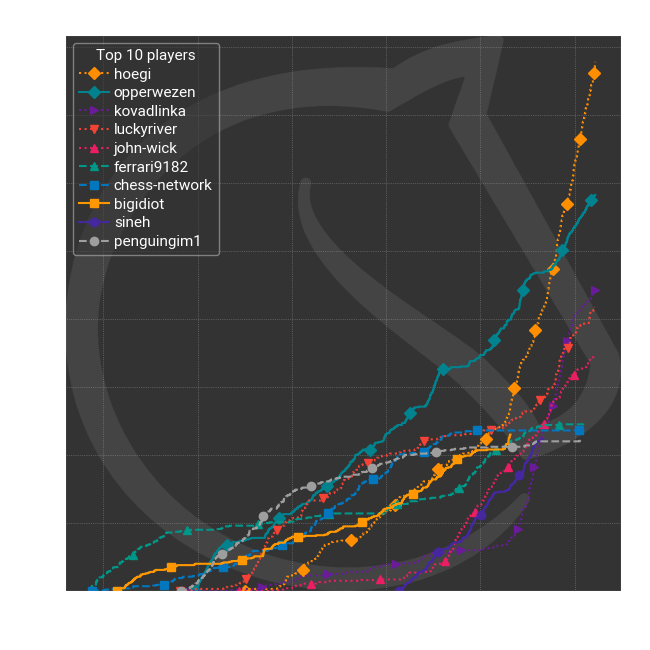 Top 10 players
hoegi
opperwezen
kovadlinka
luckyriver
john-wick
ferrari9182
chess-network
bigidiot
sineh
penguingim1